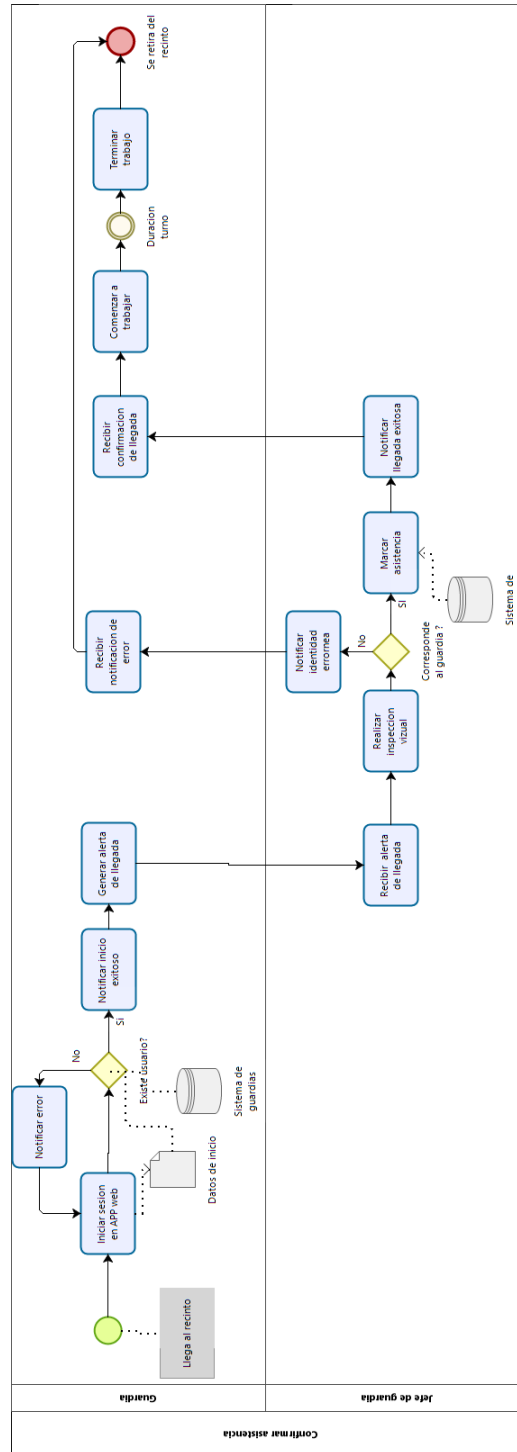 Confirmar asistencia
Guardia
Llega al recinto
Iniciar sesion
en APP web
Notificar error
No
Existe usuario?
Si
Datos de inicio
Sistema de
guardias
Notificar inicio
exitoso
Generar alerta
de llegada
Recibir
notificacion de
error
Recibir
confirmacion
de llegada
Comenzar a
trabajar
Duracion
turno
Terminar
trabajo
Se retira del
recinto
Jefe de guardia
Recibir alerta
de llegada
Realizar
inspeccion
vizual
Corresponde
al guardia ?
No
SI
Notificar
identidad
errornea
Marcar
asistencia
Sistema de
Notificar
llegada exitosa